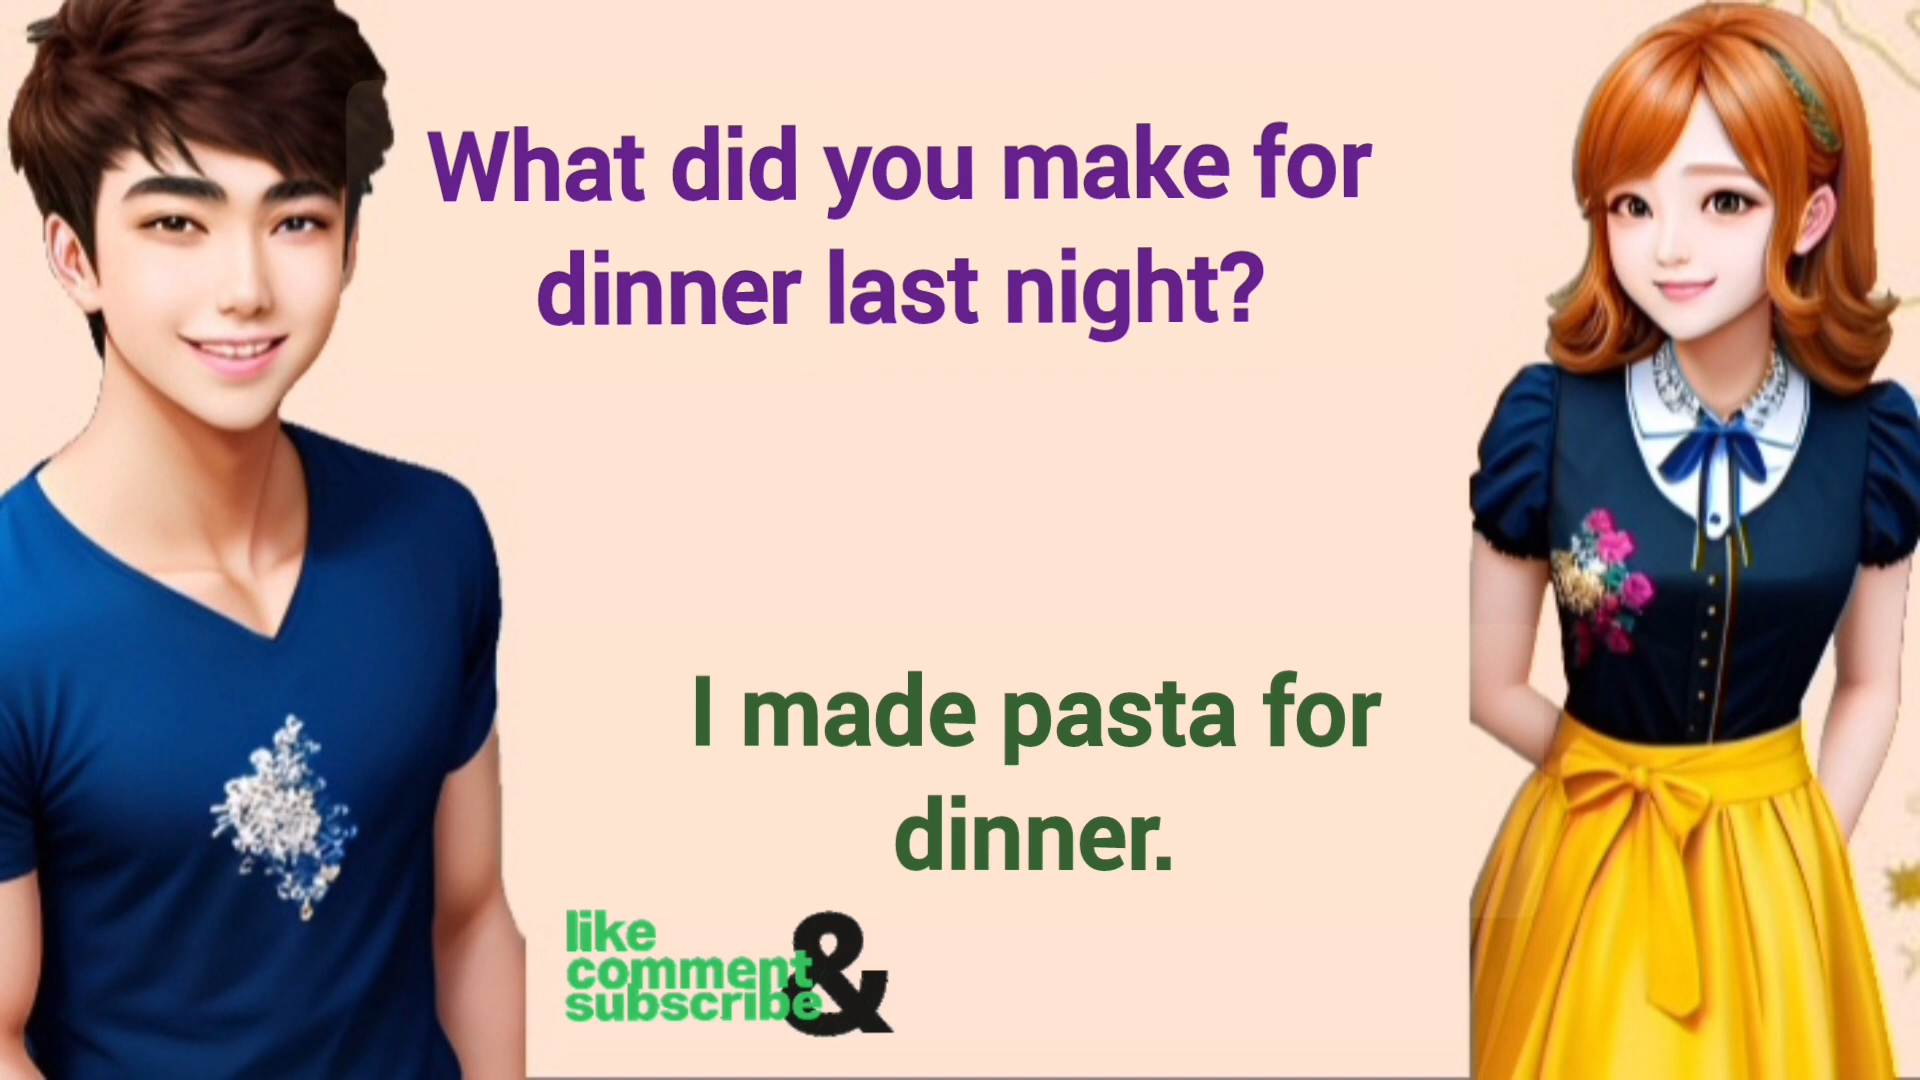 What did you make for
dinner last night?
I made pasta for
dinner.
like
comment
subscribe
&